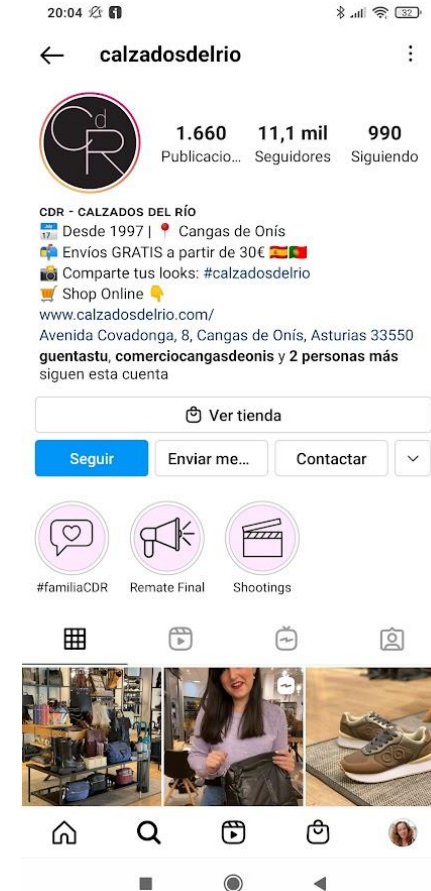 20:04
32
calzadosdelrio
1.660 11,1 mil 990
Publicacio... Seguidores Siguiendo
CdR
CDR - CALZADOS DEL RÍO
JULY 17 Desde 1997 | 📍 Cangas de Onís
Envíos GRATIS a partir de 30€
Comparte tus looks: #calzadosdelrio
Shop Online
www.calzadosdelrio.com/
Avenida Covadonga, 8, Cangas de Onís, Asturias 33550
guentastu, comerciocangasdeonis y 2 personas más
siguen esta cuenta
Ver tienda
Seguir Enviar me... Contactar
#familiaCDR Remate Final Shootings